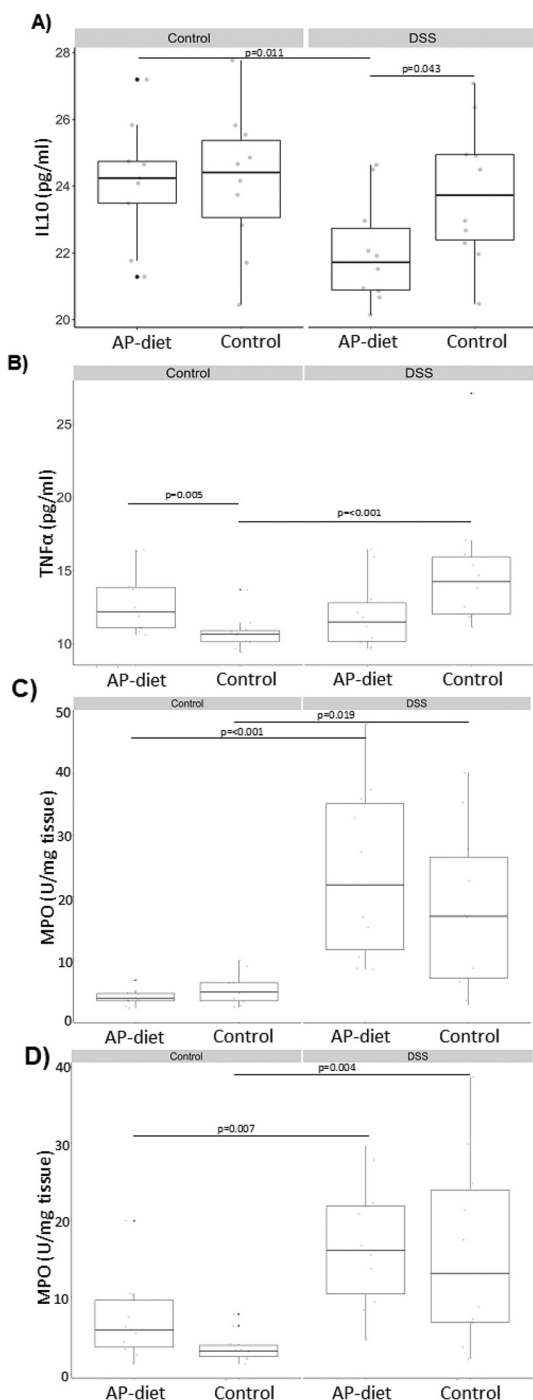 A)
Control DSS
28
26
24
22
20
IL10 (pg/ml)
p=0.011
p=0.043
AP-diet Control AP-diet Control
B)
Control DSS
25
20
15
10
TNFα (pg/ml)
p=0.005
p=<0.001
AP-diet Control AP-diet Control
C)
Control DSS
50
40
30
20
10
0
MPO (U/mg tissue)
p=0.019
p=<0.001
AP-diet Control AP-diet Control
D)
Control DSS
40
30
20
10
0
MPO (U/mg tissue)
p=0.004
p=0.007
AP-diet Control AP-diet Control